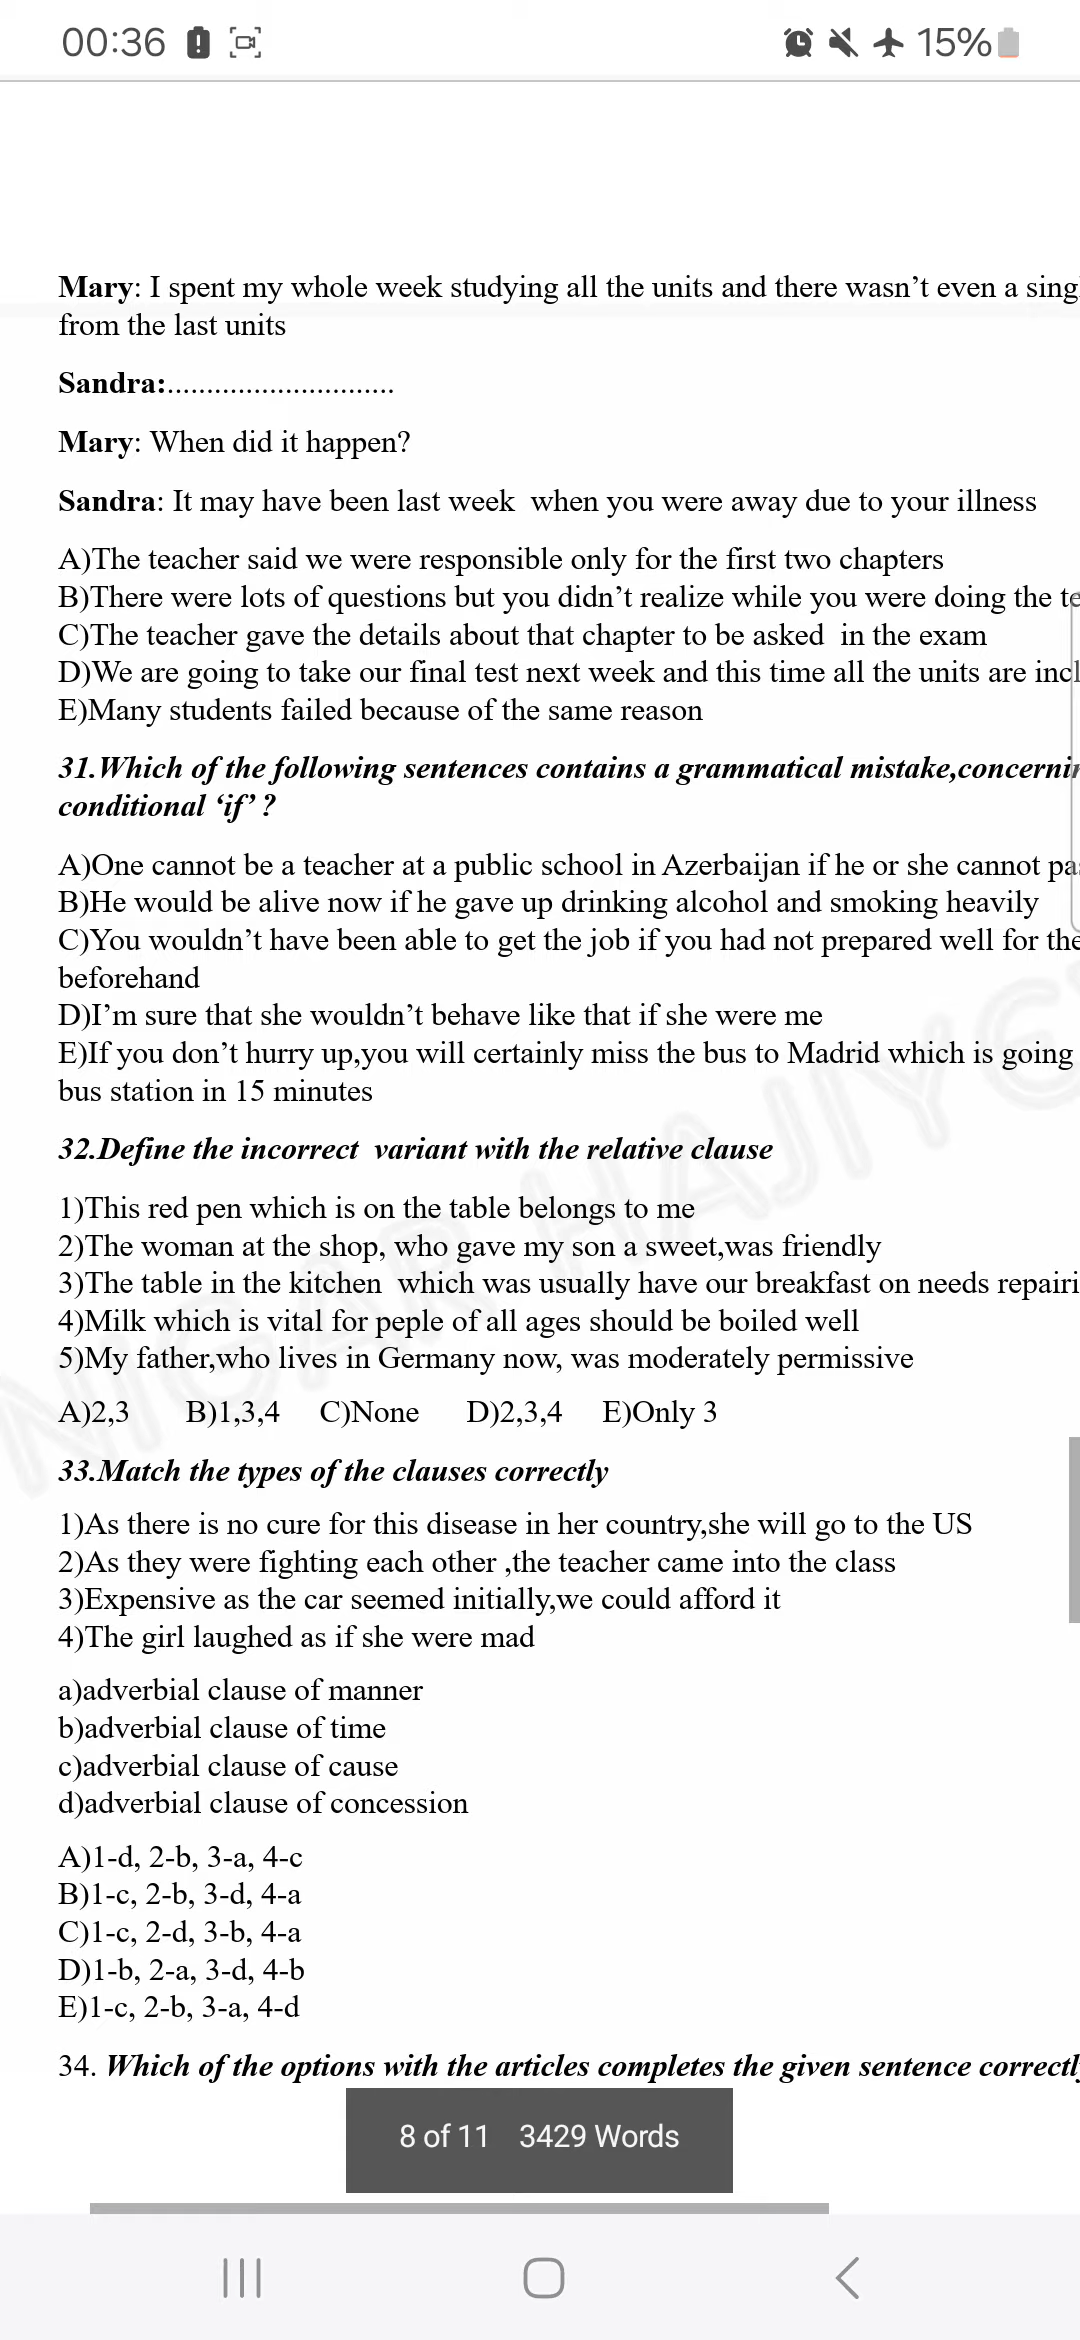 00:36
15%
Mary: I spent my whole week studying all the units and there wasn’t even a
from the last units
Sandra:.............................
Mary: When did it happen?
Sandra: It may have been last week  when you were away due to your illness
A)The teacher said we were responsible only for the first two chapters
B)There were lots of questions but you didn’t realize while you were doing the
C)The teacher gave the details about that chapter to be asked  in the exam
D)We are going to take our final test next week and this time all the units are
E)Many students failed because of the same reason
31.Which of the following sentences contains a grammatical mistake,
conditional ‘if’ ?
A)One cannot be a teacher at a public school in Azerbaijan if he or she cannot
B)He would be alive now if he gave up drinking alcohol and smoking heavily
C)You wouldn’t have been able to get the job if you had not prepared well for
beforehand
D)I’m sure that she wouldn’t behave like that if she were me
E)If you don’t hurry up,you will certainly miss the bus to Madrid which is going
bus station in 15 minutes
32.Define the incorrect  variant with the relative clause
1)This red pen which is on the table belongs to me
2)The woman at the shop, who gave my son a sweet,was friendly
3)The table in the kitchen  which was usually have our breakfast on needs
4)Milk which is vital for peple of all ages should be boiled well
5)My father,who lives in Germany now, was moderately permissive
A)2,3 B)1,3,4 C)None D)2,3,4 E)Only 3
33.Match the types of the clauses correctly
1)As there is no cure for this disease in her country,she will go to the US
2)As they were fighting each other ,the teacher came into the class
3)Expensive as the car seemed initially,we could afford it
4)The girl laughed as if she were mad
a)adverbial clause of manner
b)adverbial clause of time
c)adverbial clause of cause
d)adverbial clause of concession
A)1-d, 2-b, 3-a, 4-c
B)1-c, 2-b, 3-d, 4-a
C)1-c, 2-d, 3-b, 4-a
D)1-b, 2-a, 3-d, 4-b
E)1-c, 2-b, 3-a, 4-d
34. Which of the options with the articles completes the given sentence
8 of 11 3429 Words
NIGAR